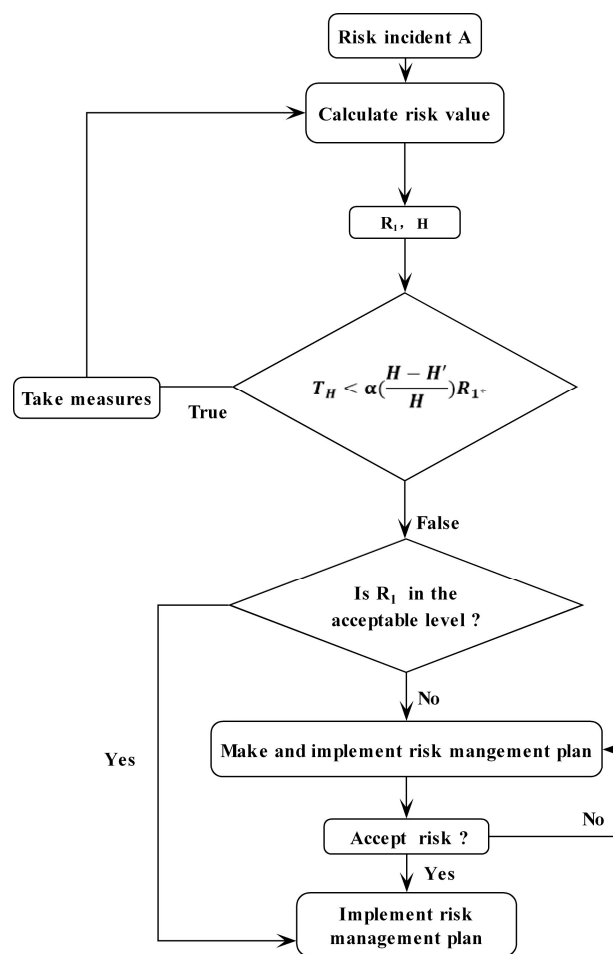 Risk incident A
Calculate risk value
R₁, H
T_H < α(\frac{H − H′}{H})R₁
Take measures
True
False
Is R₁ in the
acceptable level ?
No
Yes
Make and implement risk mangement plan
No
Accept risk ?
Yes
Implement risk
management plan